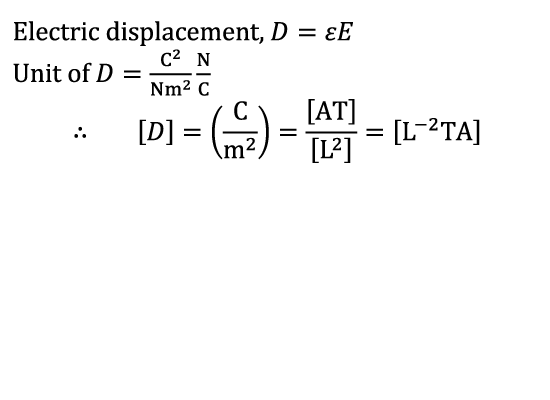 Electric displacement, D = εE
Unit of D = C²/Nm² N/C
∴ [D] = (C/m²) = [AT]/[L²] = [L⁻²TA]